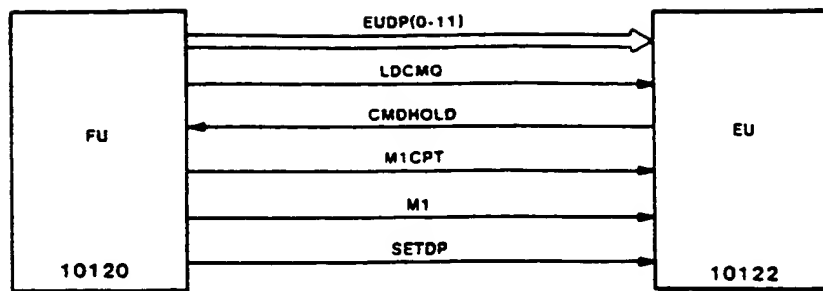 EUDP(0-11)
LDCMQ
CMDHOLD
FU
EU
M1CPT
M1
SETDP
10120
10122